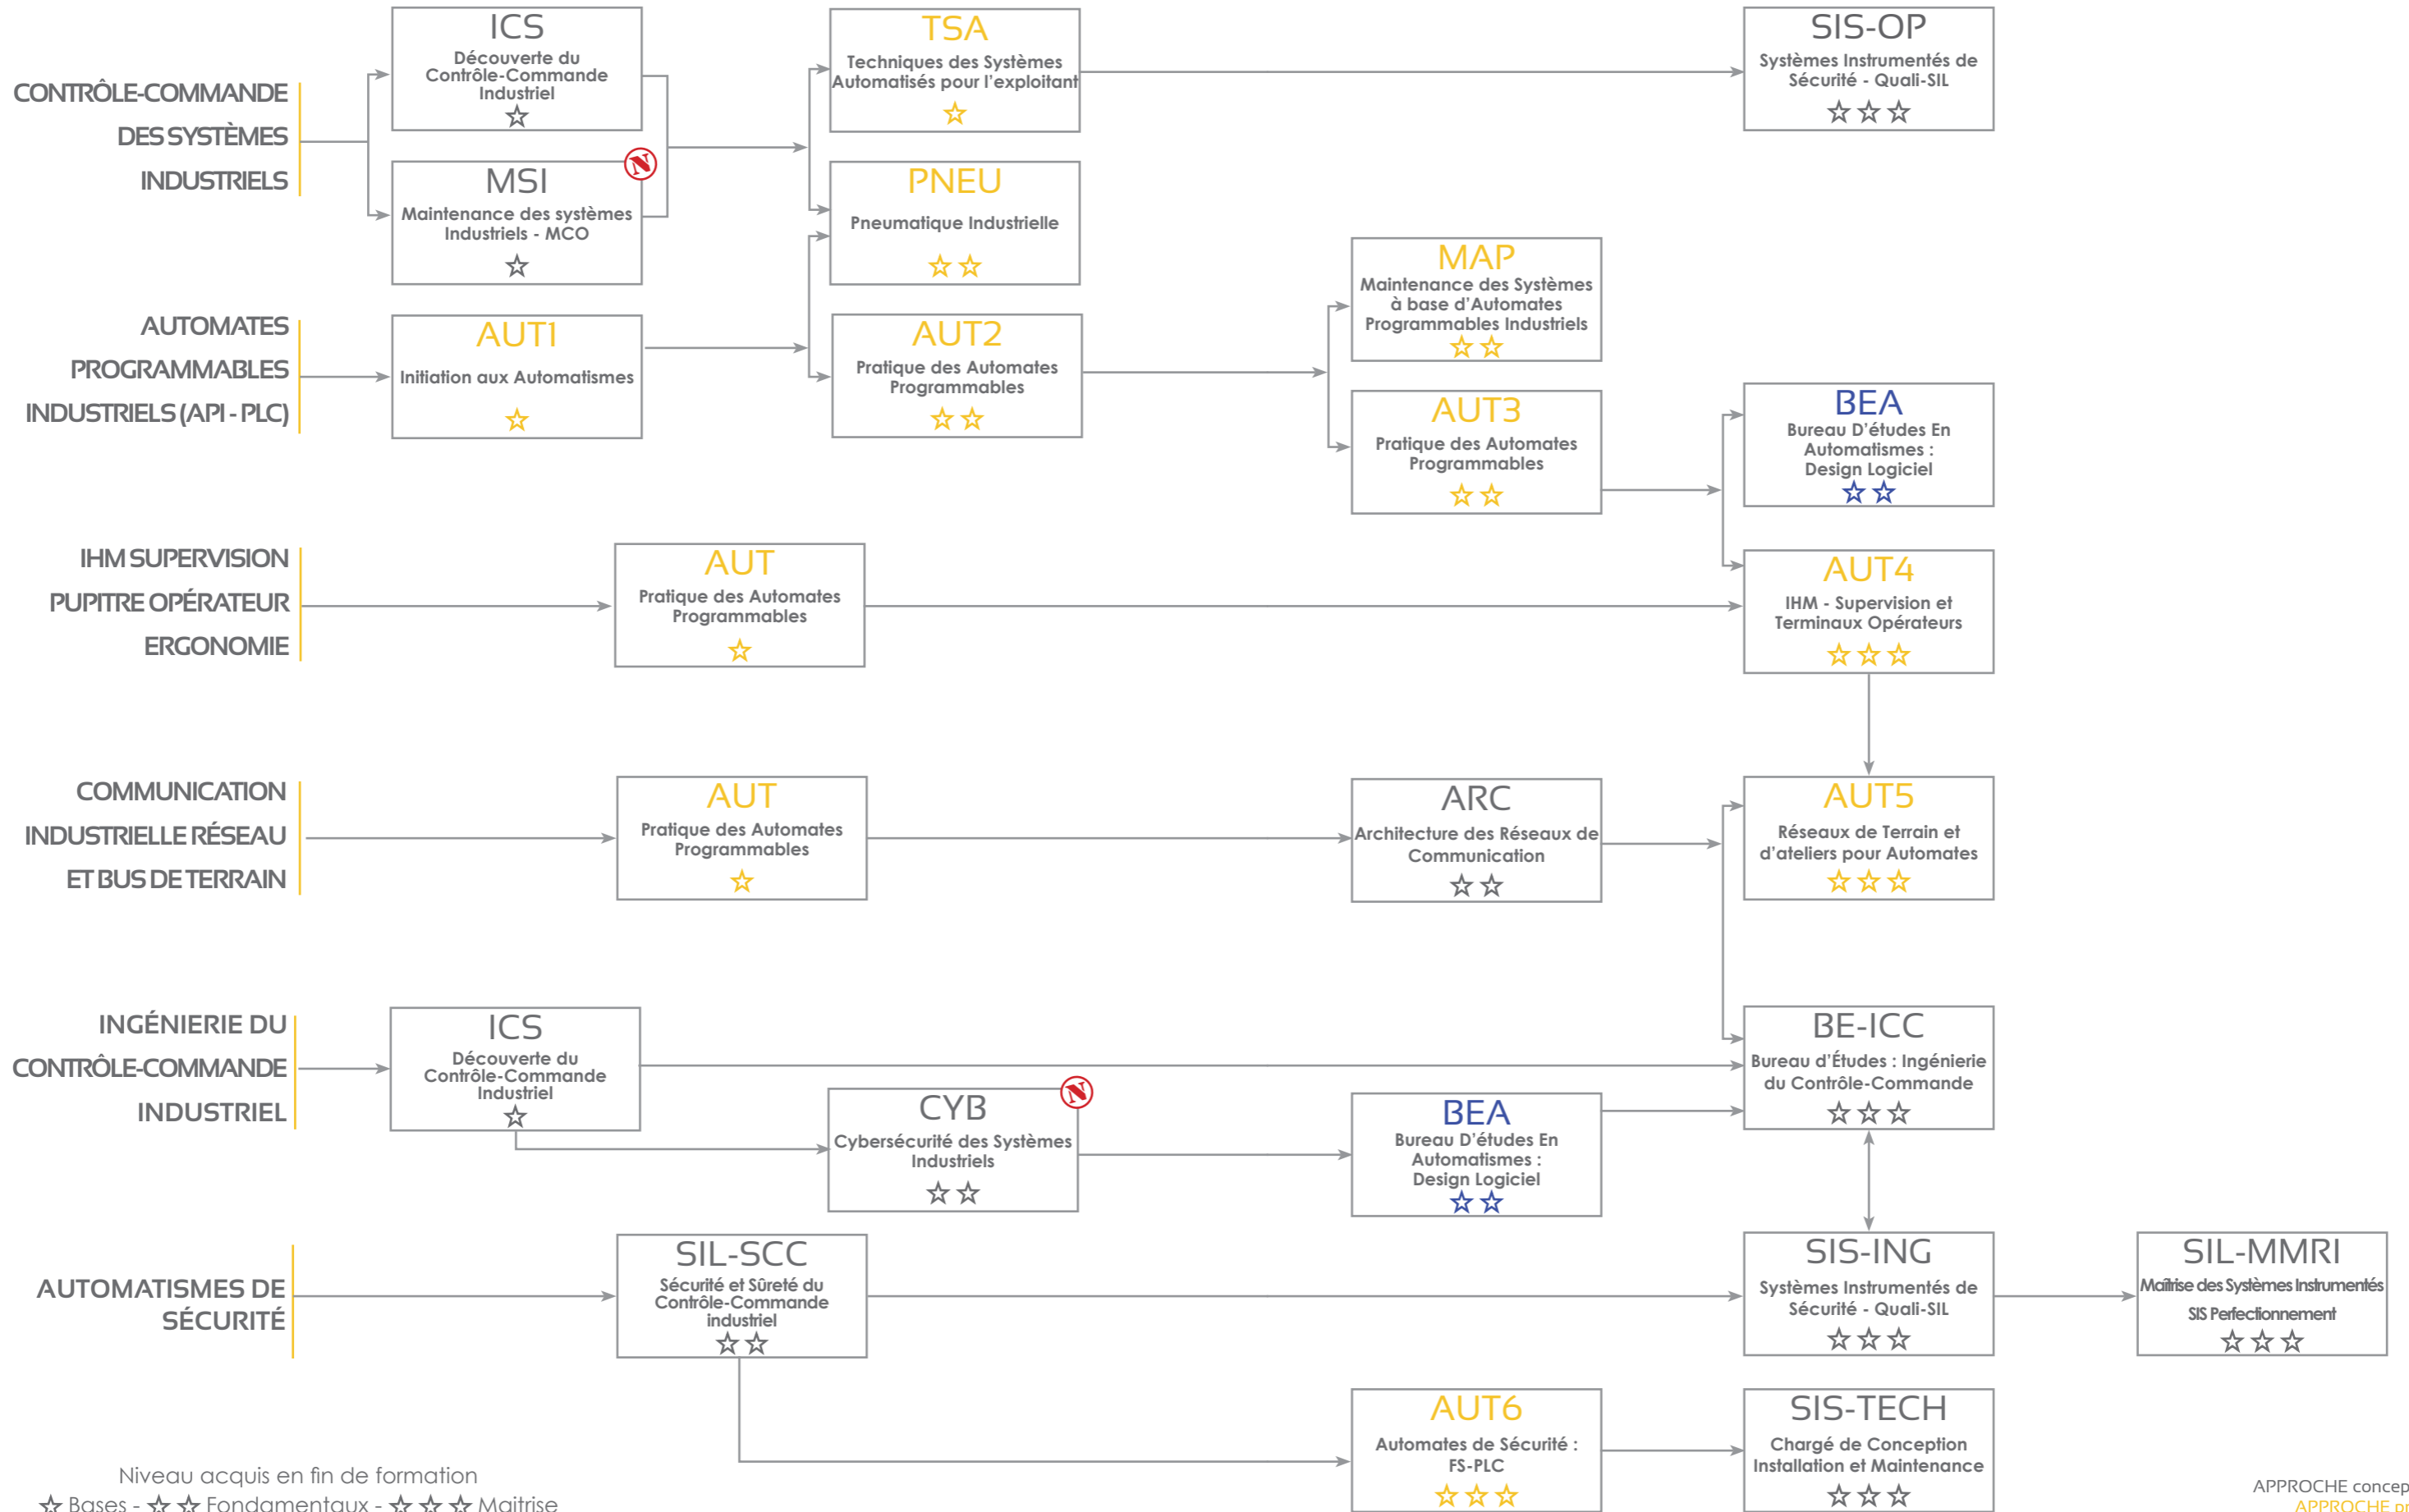 CONTRÔLE-COMMANDE
DES SYSTÈMES
INDUSTRIELS
ICS
Découverte du
Contrôle-Commande
Industriel
MSI
N
Maintenance des systèmes
Industriels - MCO
TSA
Techniques des Systèmes
Automatisés pour l'exploitant
PNEU
Pneumatique Industrielle
SIS-OP
Systèmes Instrumentés de
Sécurité - Quali-SIL
AUTOMATES
PROGRAMMABLES
INDUSTRIELS (API - PLC)
AUT1
Initiation aux Automatismes
AUT2
Pratique des Automates
Programmables
MAP
Maintenance des Systèmes
à base d'Automates
Programmables Industriels
AUT3
Pratique des Automates
Programmables
BEA
Bureau D'études En
Automatismes :
Design Logiciel
IHM SUPERVISION
PUPITRE OPÉRATEUR
ERGONOMIE
AUT
Pratique des Automates
Programmables
AUT4
IHM - Supervision et
Terminaux Opérateurs
COMMUNICATION
INDUSTRIELLE RÉSEAU
ET BUS DE TERRAIN
AUT
Pratique des Automates
Programmables
ARC
Architecture des Réseaux de
Communication
AUT5
Réseaux de Terrain et
d'ateliers pour Automates
INGÉNIERIE DU
CONTRÔLE-COMMANDE
INDUSTRIEL
ICS
Découverte du
Contrôle-Commande
Industriel
CYB
N
Cybersécurité des Systèmes
Industriels
BEA
Bureau D'études En
Automatismes :
Design Logiciel
BE-ICC
Bureau d'Études : Ingénierie
du Contrôle-Commande
AUTOMATISMES DE
SÉCURITÉ
SIL-SCC
Sécurité et Sûreté du
Contrôle-Commande
industriel
SIS-ING
Systèmes Instrumentés de
Sécurité - Quali-SIL
SIL-MMRI
Maîtrise des Systèmes Instrumentés
SIS Perfectionnement
AUT6
Automates de Sécurité :
FS-PLC
SIS-TECH
Chargé de Conception
Installation et Maintenance
Niveau acquis en fin de formation
☆ Bases - ☆ ☆ Fondamentaux - ☆ ☆ ☆ Maitrise
APPROCHE concep
APPROCHE pr